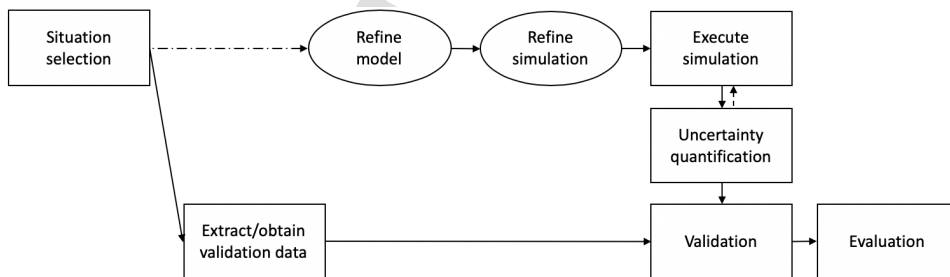 Situation
selection
Refine
model
Refine
simulation
Execute
simulation
Uncertainty
quantification
Extract/obtain
validation data
Validation
Evaluation